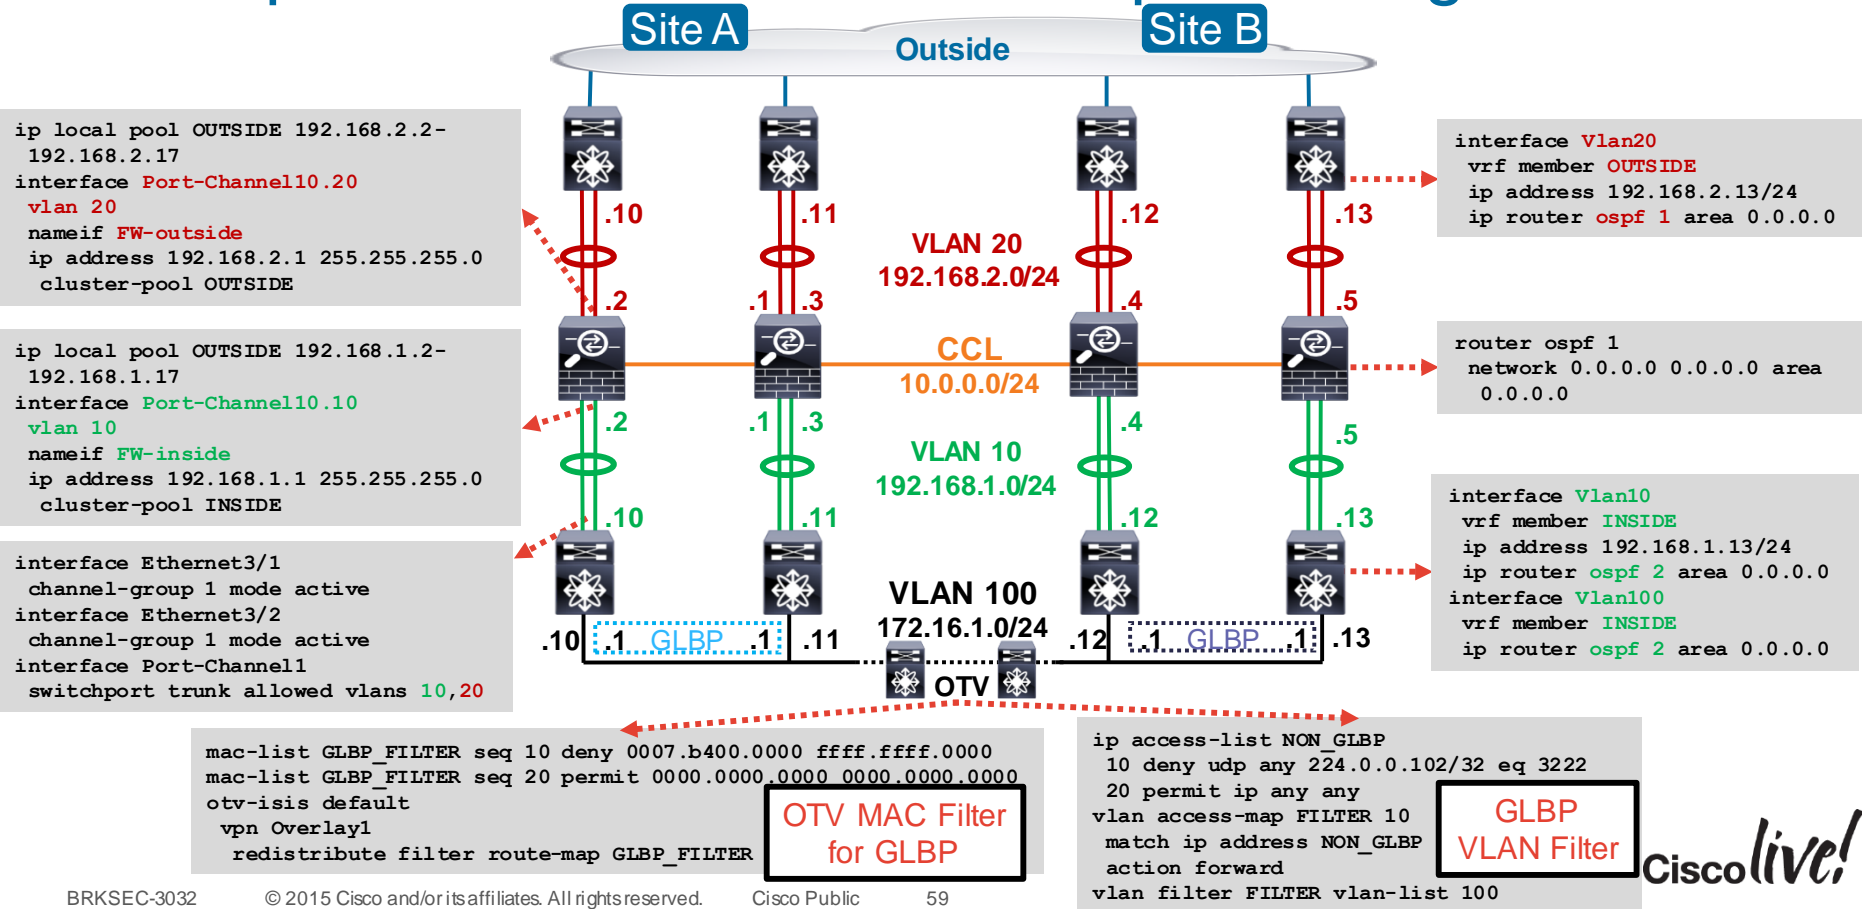 Site A
Site B
Outside
ip local pool OUTSIDE 192.168.2.2-
192.168.2.17
interface Port-Channel10.20
vlan 20
nameif FW-outside
ip address 192.168.2.1 255.255.255.0
cluster-pool OUTSIDE
interface Vlan20
vrf member OUTSIDE
ip address 192.168.2.13/24
ip router ospf 1 area 0.0.0.0
.10
.11
.12
.13
VLAN 20
192.168.2.0/24
.2
.1
.3
.4
.5
ip local pool OUTSIDE 192.168.1.2-
192.168.1.17
interface Port-Channel10.10
vlan 10
nameif FW-inside
ip address 192.168.1.1 255.255.255.0
cluster-pool INSIDE
CCL
10.0.0.0/24
router ospf 1
network 0.0.0.0 0.0.0.0 area
0.0.0.0
.2
.1
.3
.4
.5
VLAN 10
192.168.1.0/24
.10
.11
.12
.13
interface Ethernet3/1
channel-group 1 mode active
interface Ethernet3/2
channel-group 1 mode active
interface Port-Channel1
switchport trunk allowed vlans 10,20
interface Vlan10
vrf member INSIDE
ip address 192.168.1.13/24
ip router ospf 2 area 0.0.0.0
interface Vlan100
vrf member INSIDE
ip router ospf 2 area 0.0.0.0
VLAN 100
172.16.1.0/24
.10
.1 GLBP .1
.11
.12
.1 GLBP .1
.13
OTV
mac-list GLBP_FILTER seq 10 deny 0007.b400.0000 ffff.ffff.0000
mac-list GLBP_FILTER seq 20 permit 0000.0000.0000 0000.0000.0000
otv-isis default
vpn Overlay1
redistribute filter route-map GLBP_FILTER
OTV MAC Filter
for GLBP
ip access-list NON_GLBP
10 deny udp any 224.0.0.102/32 eq 3222
20 permit ip any any
vlan access-map FILTER 10
match ip address NON_GLBP
action forward
vlan filter FILTER vlan-list 100
GLBP
VLAN Filter
Cisco live!
BRKSEC-3032
© 2015 Cisco and/or its affiliates. All rights reserved.
Cisco Public
59